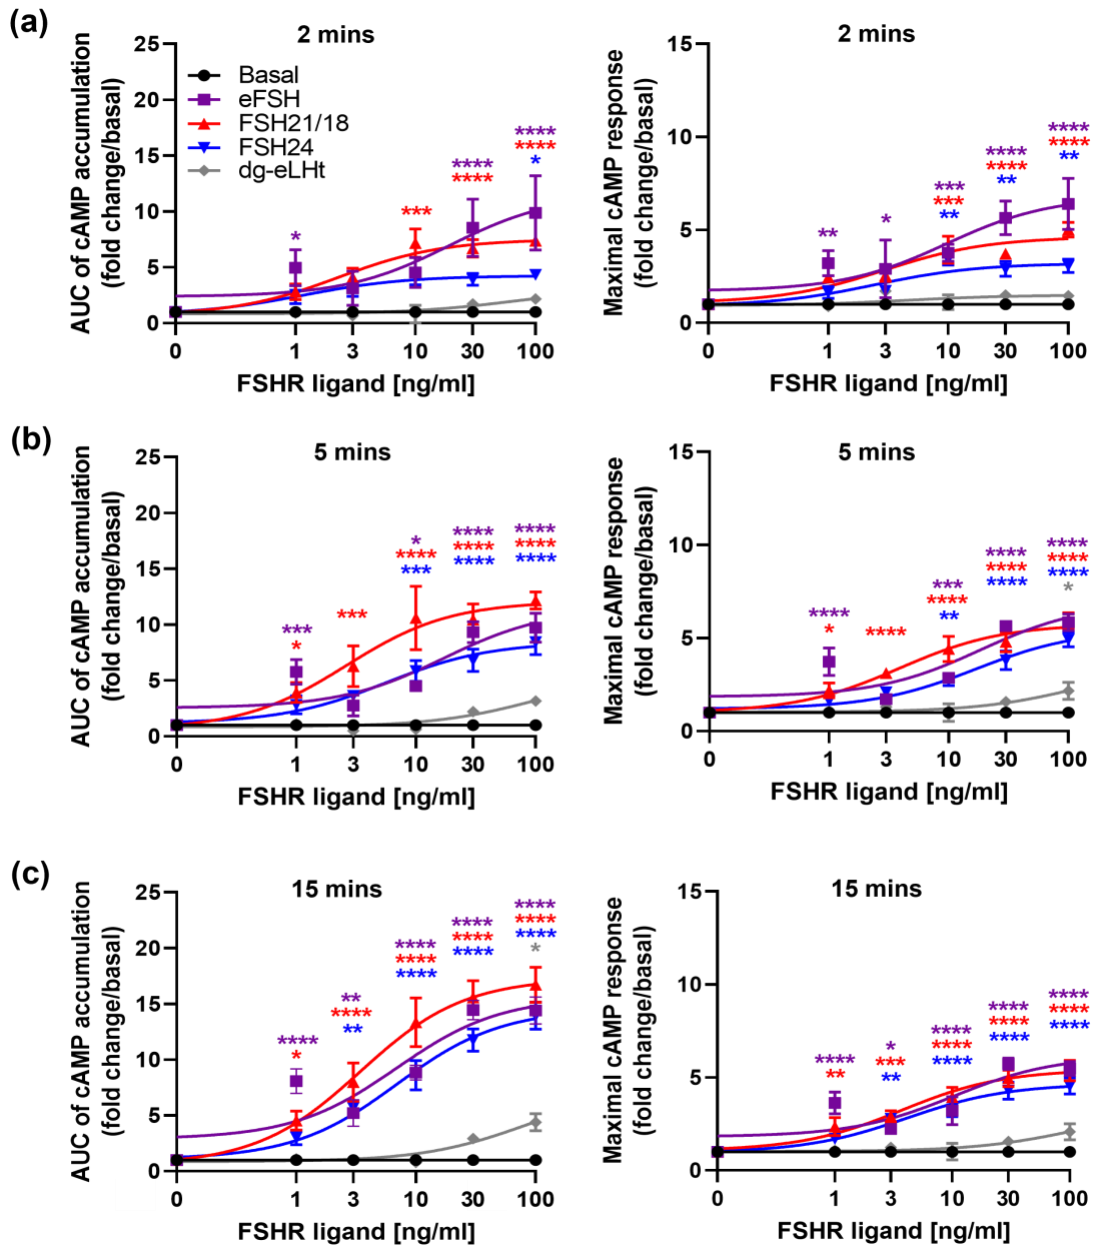 (a)
2 mins
AUC of cAMP accumulation
(fold change/basal)
25
20
15
10
5
0
Basal
eFSH
FSH21/18
FSH24
dg-eLHt
*
***
****
****
****
****
*
0 1 3 10 30 100
FSHR ligand [ng/ml]
2 mins
Maximal cAMP response
(fold change/basal)
15
10
5
0
**
*
***
***
**
****
****
**
****
****
**
0 1 3 10 30 100
FSHR ligand [ng/ml]
(b)
5 mins
AUC of cAMP accumulation
(fold change/basal)
25
20
15
10
5
0
***
*
***
*
****
***
****
****
****
****
****
****
0 1 3 10 30 100
FSHR ligand [ng/ml]
5 mins
Maximal cAMP response
(fold change/basal)
15
10
5
0
****
*
****
***
****
**
****
****
****
****
****
****
*
0 1 3 10 30 100
FSHR ligand [ng/ml]
(c)
15 mins
AUC of cAMP accumulation
(fold change/basal)
25
20
15
10
5
0
****
*
**
****
**
****
****
****
****
****
****
****
****
****
*
0 1 3 10 30 100
FSHR ligand [ng/ml]
15 mins
Maximal cAMP response
(fold change/basal)
15
10
5
0
****
**
*
***
**
****
****
****
****
****
****
****
****
****
0 1 3 10 30 100
FSHR ligand [ng/ml]